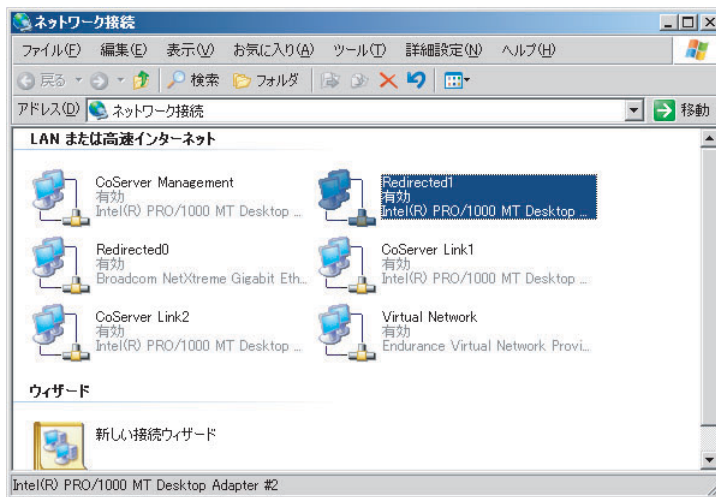 ネットワーク接続
ファイル(F) 編集(E) 表示(V) お気に入り(A) ツール(T) 詳細設定(N) ヘルプ(H)
戻る 検索 フォルダ
アドレス(D) ネットワーク接続 移動
LAN または高速インターネット
CoServer Management
有効
Intel(R) PRO/1000 MT Desktop ...
Redirected1
有効
Intel(R) PRO/1000 MT Desktop ...
Redirected0
有効
Broadcom NetXtreme Gigabit Eth...
CoServer Link1
有効
Intel(R) PRO/1000 MT Desktop ...
CoServer Link2
有効
Intel(R) PRO/1000 MT Desktop ...
Virtual Network
有効
Endurance Virtual Network Provi...
ウィザード
新しい接続ウィザード
Intel(R) PRO/1000 MT Desktop Adapter #2